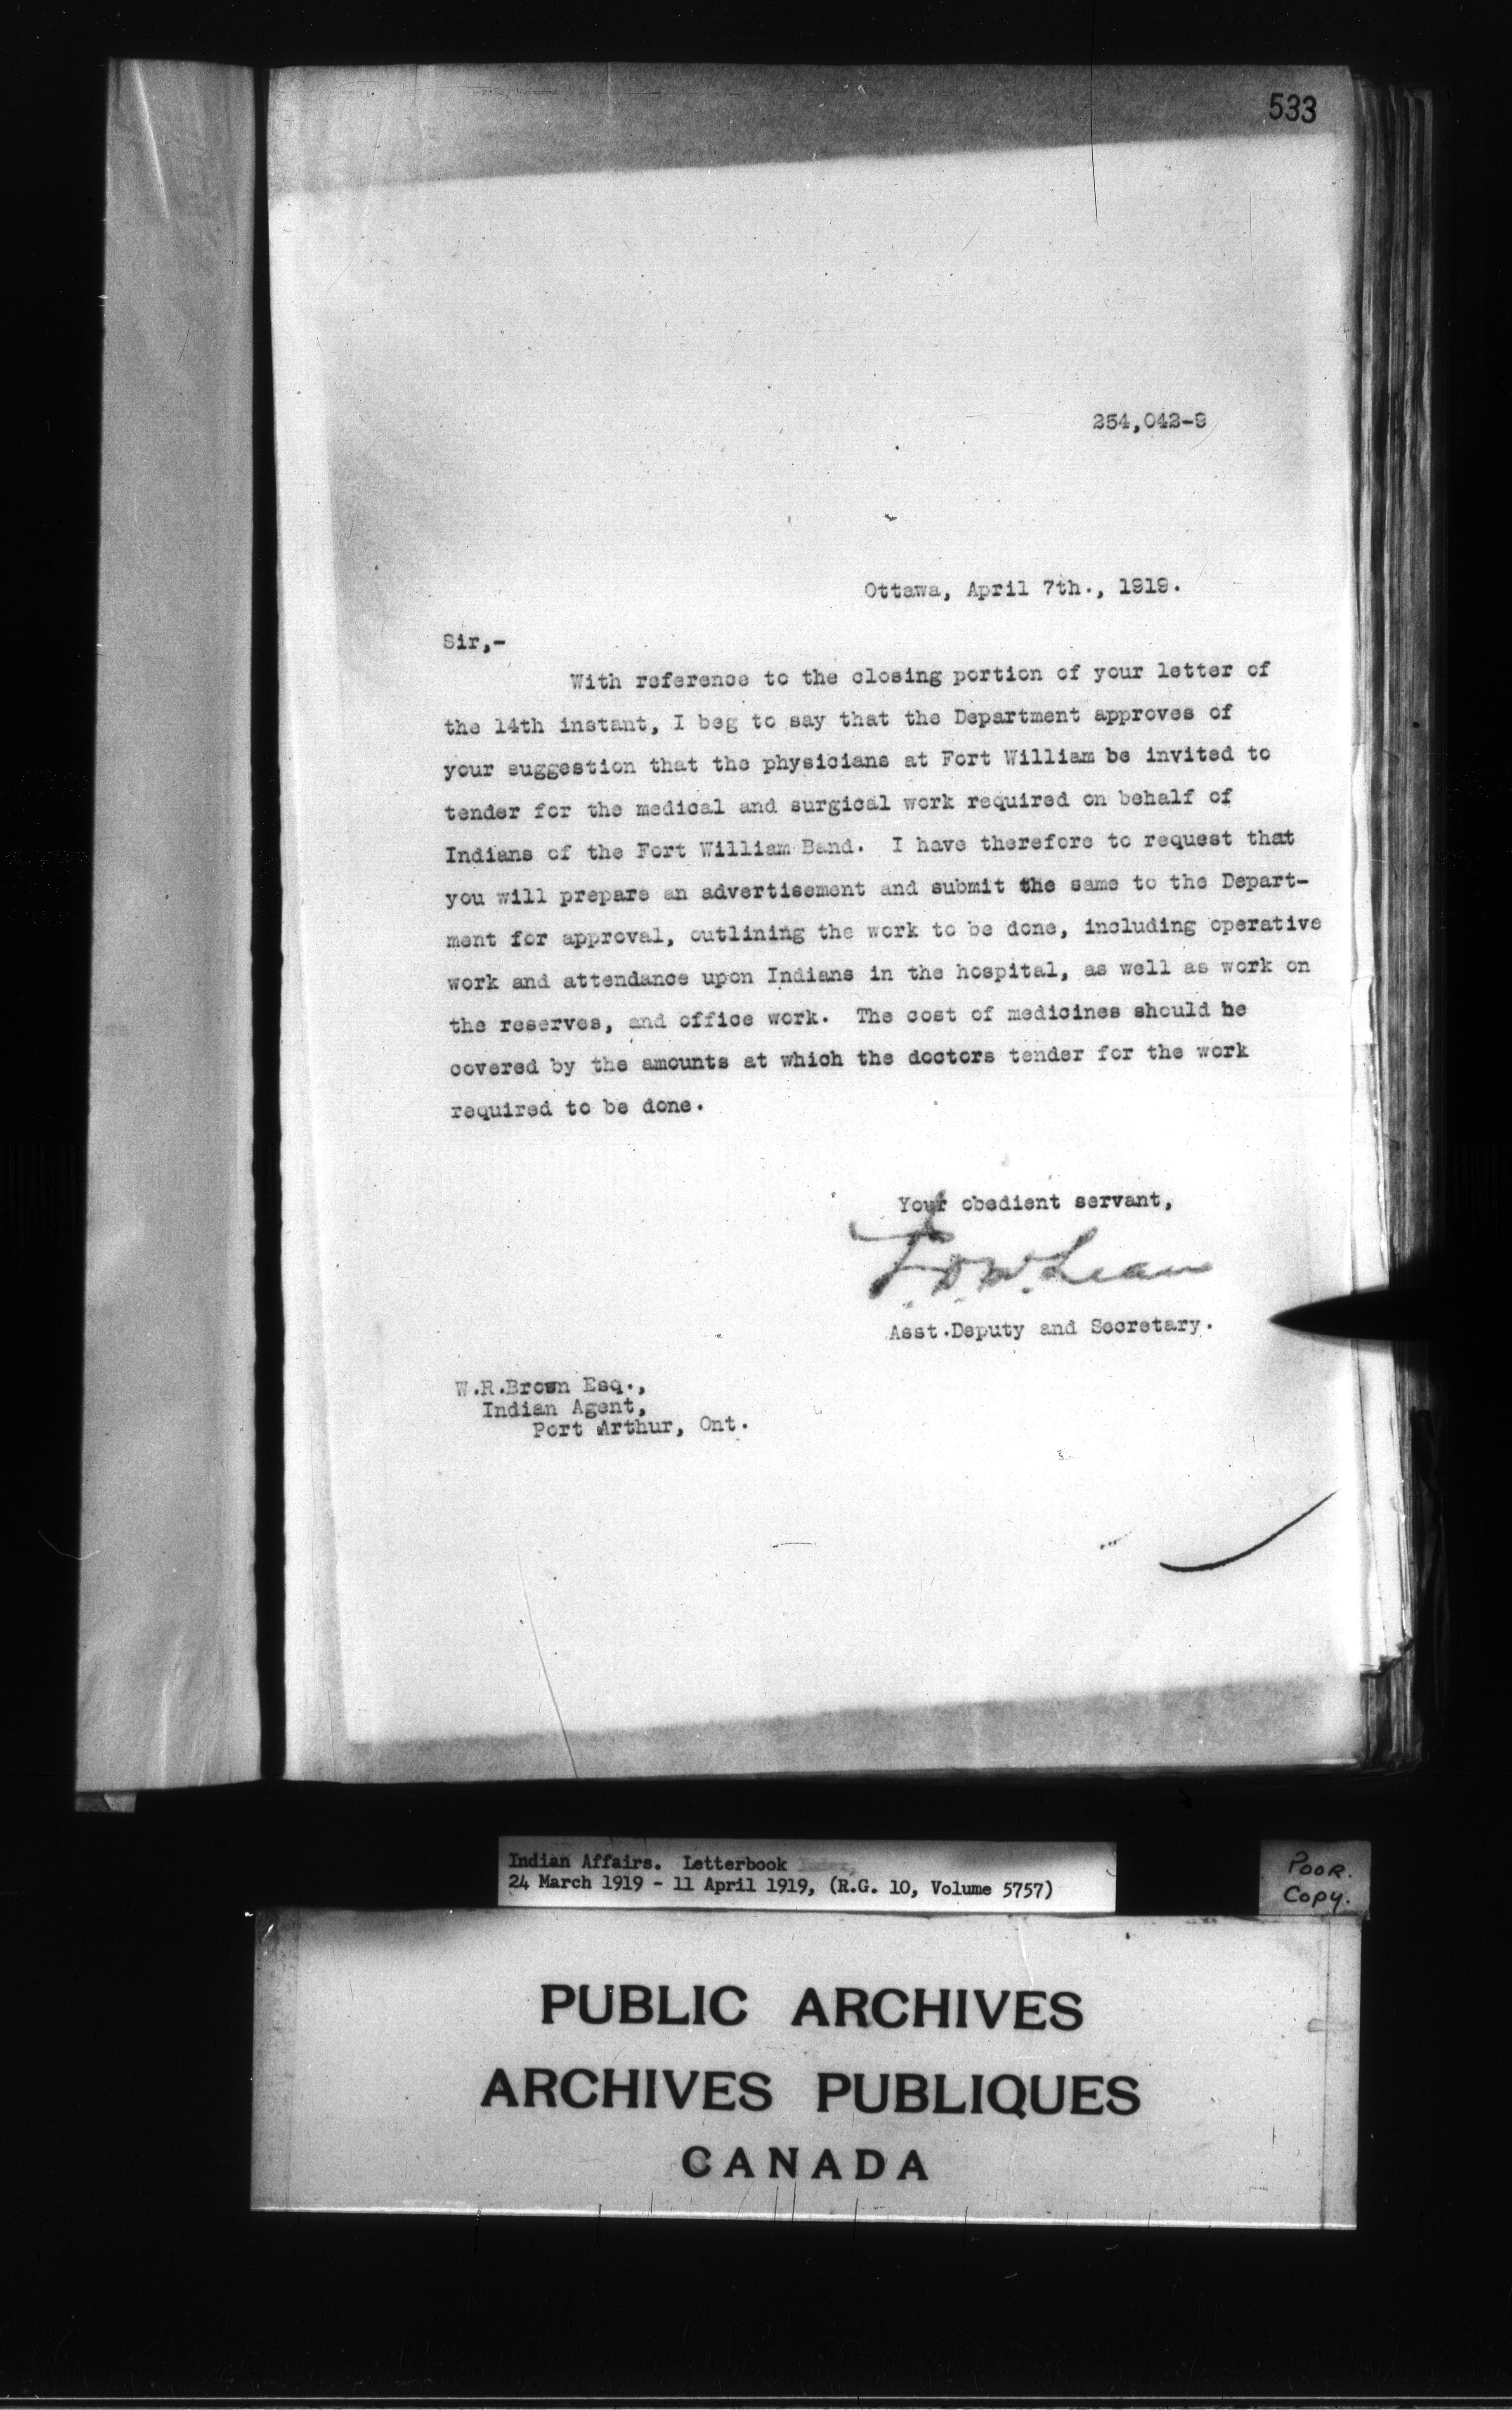 533
254,042-9
Ottawa, April 7th., 1919.
Sir,-
With reference to the closing portion of your letter of
the 14th instant, I beg to say that the Department approves of
your suggestion that the physicians at Fort William be invited to
tender for the medical and surgical work required on behalf of
Indians of the Fort William Band. I have therefore to request that
you will prepare an advertisement and submit the same to the Depart-
ment for approval, outlining the work to be done, including operative
work and attendance upon Indians in the hospital, as well as work on
the reserves, and office work. The cost of medicines should be
covered by the amounts at which the doctors tender for the work
required to be done.
Your obedient servant,
Asst.Deputy and Secretary.
W.R.Brown Esq.,
Indian Agent,
Port Arthur, Ont.
Indian Affairs. Letterbook
24 March 1919 - 11 April 1919, (R.G. 10, Volume 5757)
POOR.
COPY.
PUBLIC ARCHIVES
ARCHIVES PUBLIQUES
CANADA